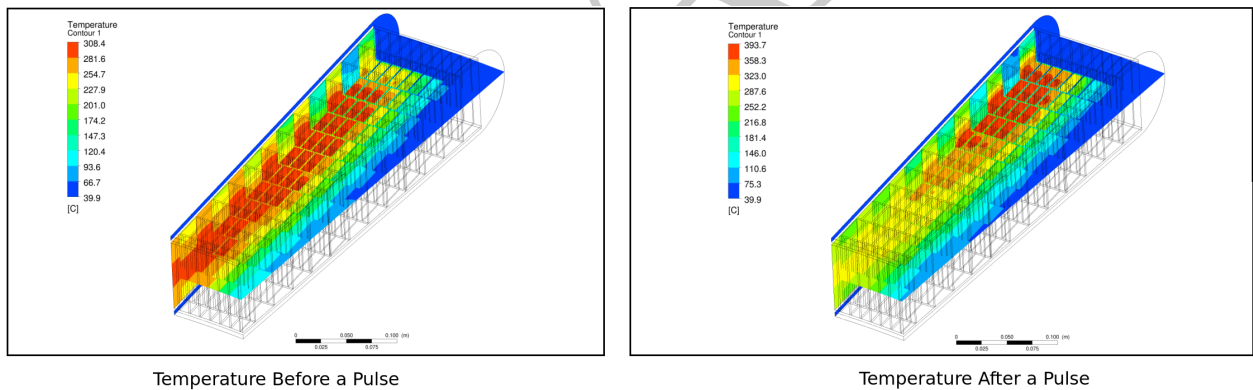 Temperature
Contour 1
308.4
281.6
254.7
227.9
201.0
174.2
147.3
120.4
93.6
66.7
39.9
[C]
0 0.050 0.100 (m)
0.025 0.075
Temperature Before a Pulse
Temperature
Contour 1
393.7
358.3
323.0
287.6
252.2
216.8
181.4
146.0
110.6
75.3
39.9
[C]
0 0.050 0.100 (m)
0.025 0.075
Temperature After a Pulse